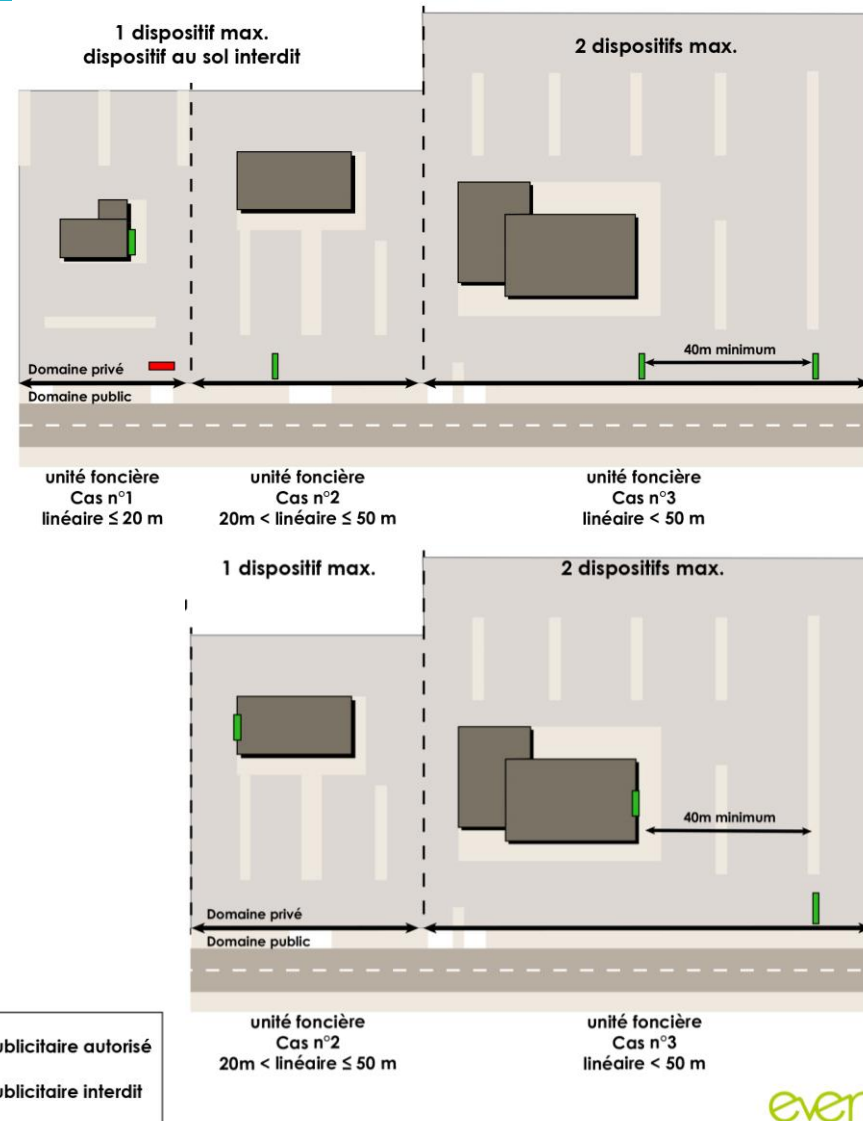 1 dispositif max.
dispositif au sol interdit
2 dispositifs max.
40m minimum
Domaine privé
Domaine public
unité foncière
Cas n°1
linéaire ≤ 20 m
unité foncière
Cas n°2
20m < linéaire ≤ 50 m
unité foncière
Cas n°3
linéaire < 50 m
1 dispositif max.
2 dispositifs max.
40m minimum
Domaine privé
Domaine public
unité foncière
Cas n°2
20m < linéaire ≤ 50 m
unité foncière
Cas n°3
linéaire < 50 m
ublicitaire autorisé
ublicitaire interdit
even